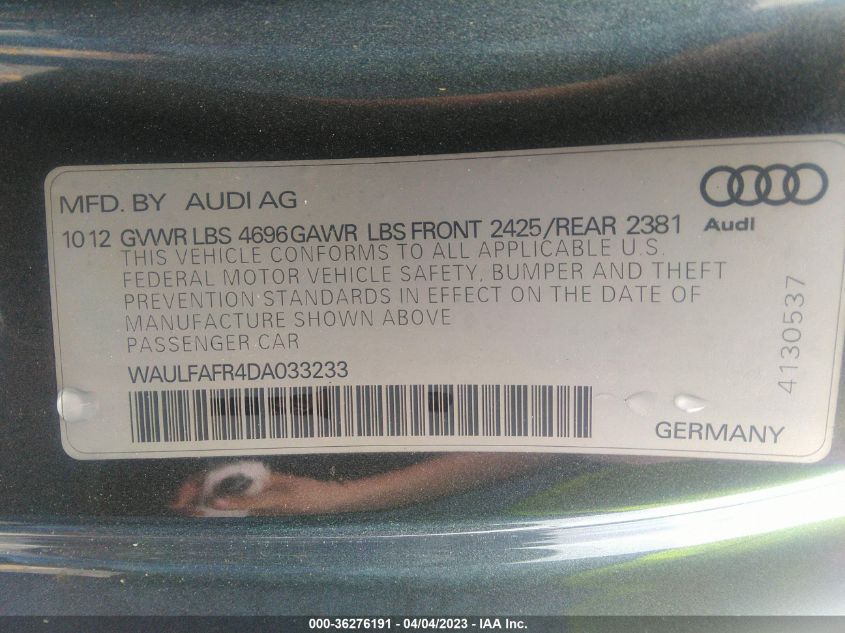 MFD. BY AUDI AG
Audi
1012 GVWR LBS 4696 GAWR LBS FRONT 2425/REAR 2381
THIS VEHICLE CONFORMS TO ALL APPLICABLE U.S.
FEDERAL MOTOR VEHICLE SAFETY, BUMPER AND THEFT
PREVENTION STANDARDS IN EFFECT ON THE DATE OF
MANUFACTURE SHOWN ABOVE
PASSENGER CAR
WAULFAFR4DA033233
4130537
GERMANY
000-36276191 - 04/04/2023 - IAA Inc.